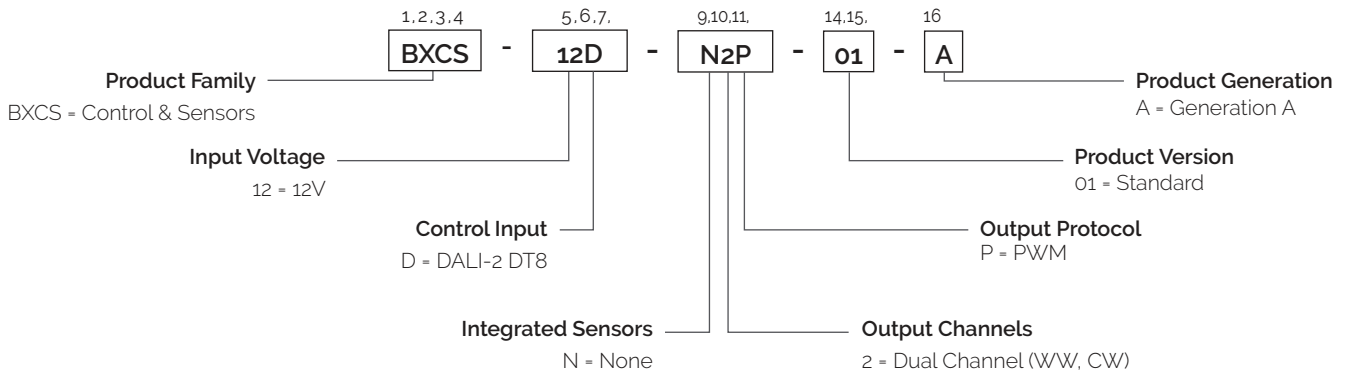 1,2,3,4 5,6,7, 9,10,11, 14,15, 16
BXCS - 12D - N2P - 01 - A
Product Family
BXCS = Control & Sensors
Product Generation
A = Generation A
Input Voltage
12 = 12V
Product Version
01 = Standard
Control Input
D = DALI-2 DT8
Output Protocol
P = PWM
Integrated Sensors
N = None
Output Channels
2 = Dual Channel (WW, CW)